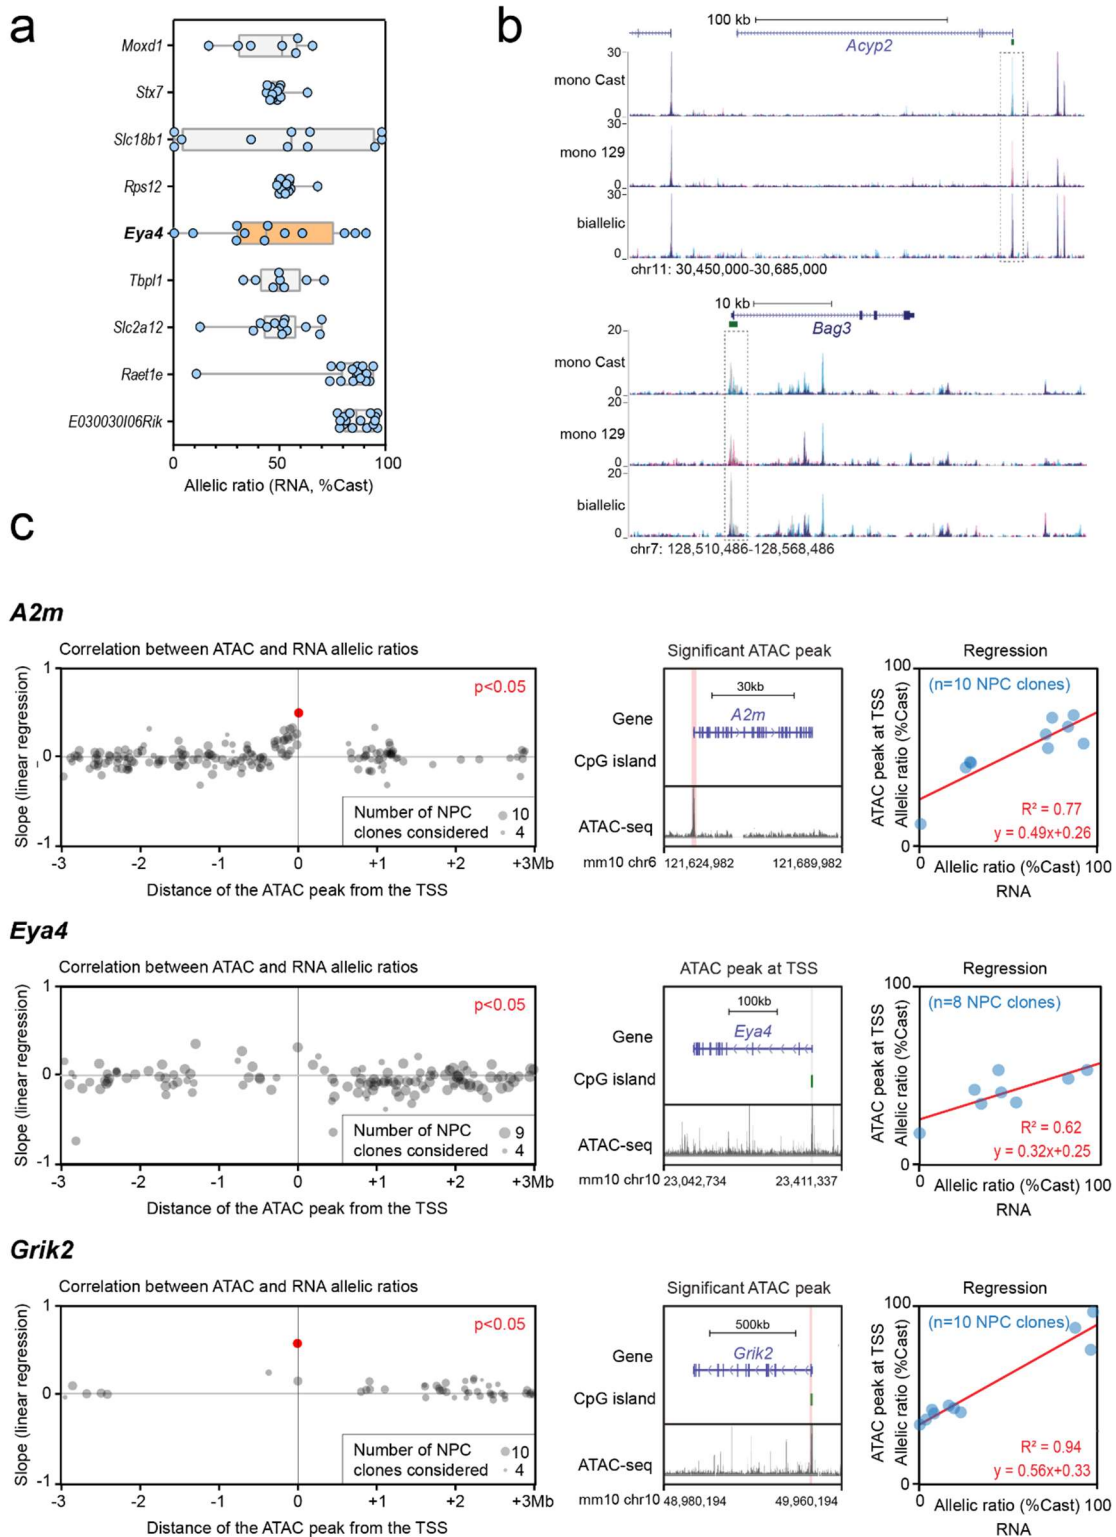 a
Moxd1
Stx7
Slc18b1
Rps12
Eya4
Tbpl1
Slc2a12
Raet1e
E030030I06Rik
0 50 100
Allelic ratio (RNA, %Cast)
b
100 kb
Acyp2
30
mono Cast
0
30
mono 129
0
30
biallelic
0
chr11: 30,450,000-30,685,000
10 kb
Bag3
20
mono Cast
0
20
mono 129
0
20
biallelic
0
chr7: 128,510,486-128,568,486
c
A2m
Correlation between ATAC and RNA allelic ratios
Slope (linear regression)
1
0
-1
p<0.05
Number of NPC clones considered
10
4
-3 -2 -1 0 +1 +2 +3Mb
Distance of the ATAC peak from the TSS
Significant ATAC peak
30kb
Gene
A2m
CpG island
ATAC-seq
mm10 chr6 121,624,982 121,689,982
Regression
ATAC peak at TSS
Allelic ratio (%Cast)
100
(n=10 NPC clones)
R² = 0.77
y = 0.49x+0.26
0
0 Allelic ratio (%Cast) 100
RNA
Eya4
Correlation between ATAC and RNA allelic ratios
Slope (linear regression)
1
0
-1
p<0.05
Number of NPC clones considered
9
4
-3 -2 -1 0 +1 +2 +3Mb
Distance of the ATAC peak from the TSS
ATAC peak at TSS
100kb
Gene
Eya4
CpG island
ATAC-seq
mm10 chr10 23,042,734 23,411,337
Regression
ATAC peak at TSS
Allelic ratio (%Cast)
100
(n=8 NPC clones)
R² = 0.62
y = 0.32x+0.25
0
0 Allelic ratio (%Cast) 100
RNA
Grik2
Correlation between ATAC and RNA allelic ratios
Slope (linear regression)
1
0
-1
p<0.05
Number of NPC clones considered
10
4
-3 -2 -1 0 +1 +2 +3Mb
Distance of the ATAC peak from the TSS
Significant ATAC peak
500kb
Gene
Grik2
CpG island
ATAC-seq
mm10 chr10 48,980,194 49,960,194
Regression
ATAC peak at TSS
Allelic ratio (%Cast)
100
(n=10 NPC clones)
R² = 0.94
y = 0.56x+0.33
0
0 Allelic ratio (%Cast) 100
RNA